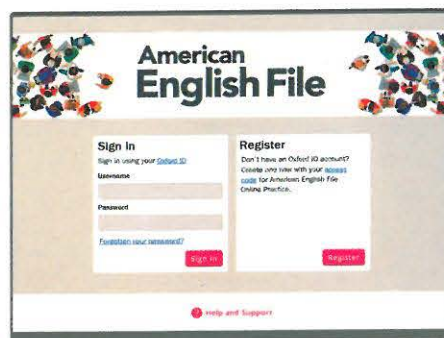 American
English File
Sign in
Sign in using your Oxford ID
Username
Password
Forgotten your password?
Sign in
Register
Don't have an Oxford ID account?
Create one now with your access
code for American English File
Online Practice.
Register
? Help and Support